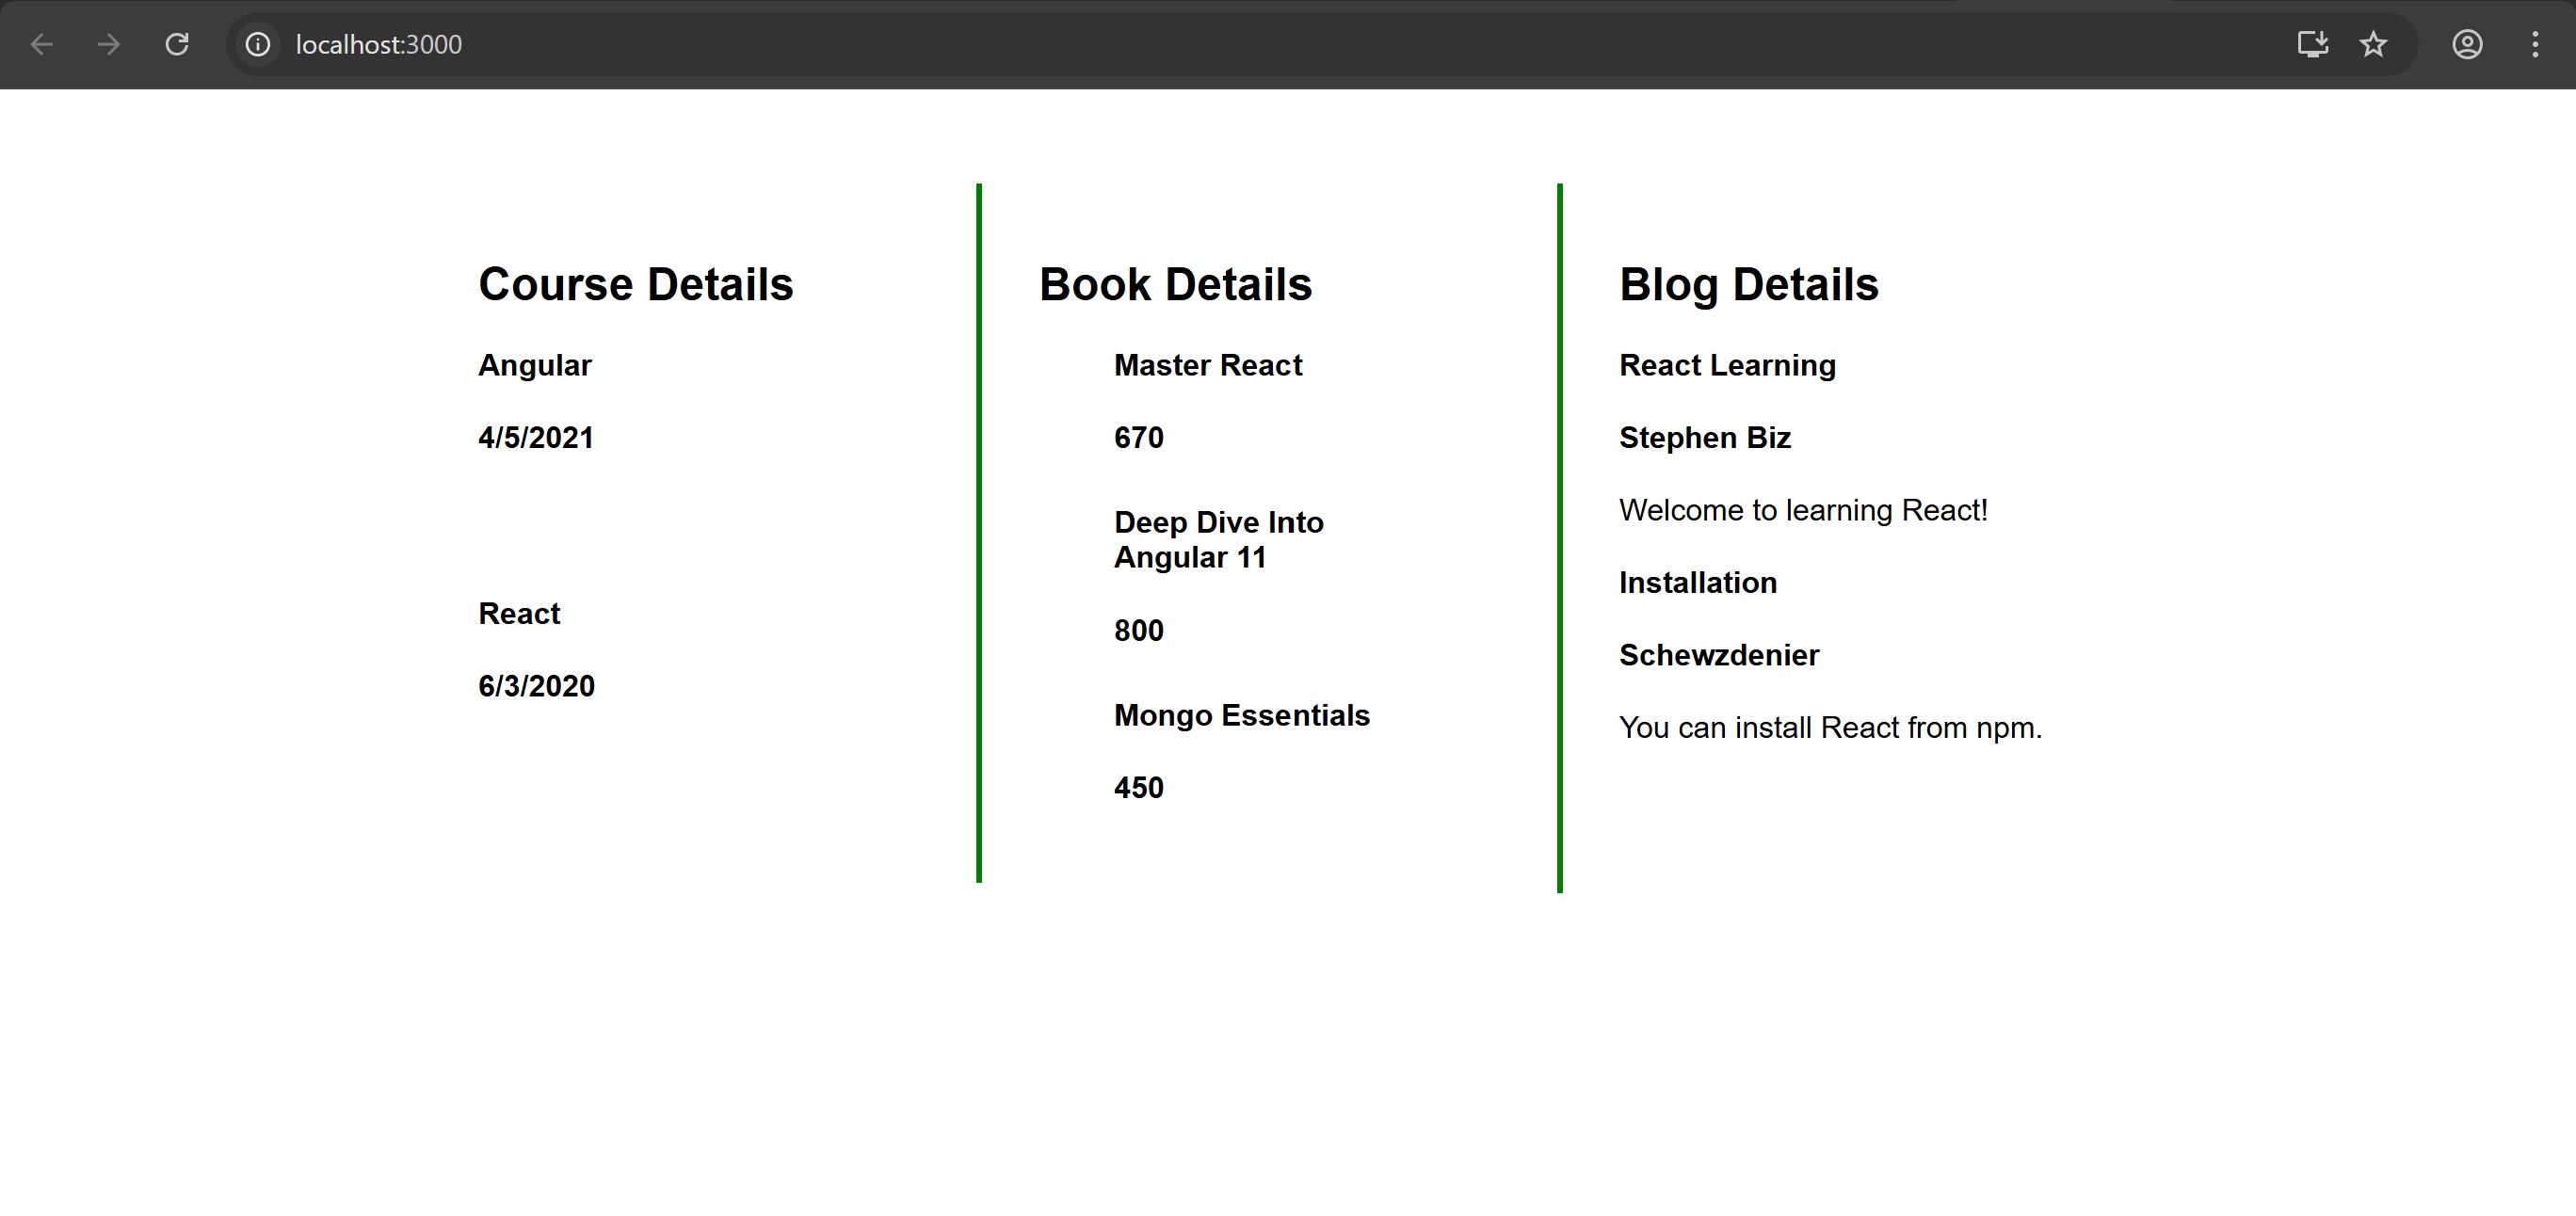 localhost:3000
Course Details
Angular
4/5/2021
React
6/3/2020
Book Details
Master React
670
Deep Dive Into
Angular 11
800
Mongo Essentials
450
Blog Details
React Learning
Stephen Biz
Welcome to learning React!
Installation
Schewzdenier
You can install React from npm.